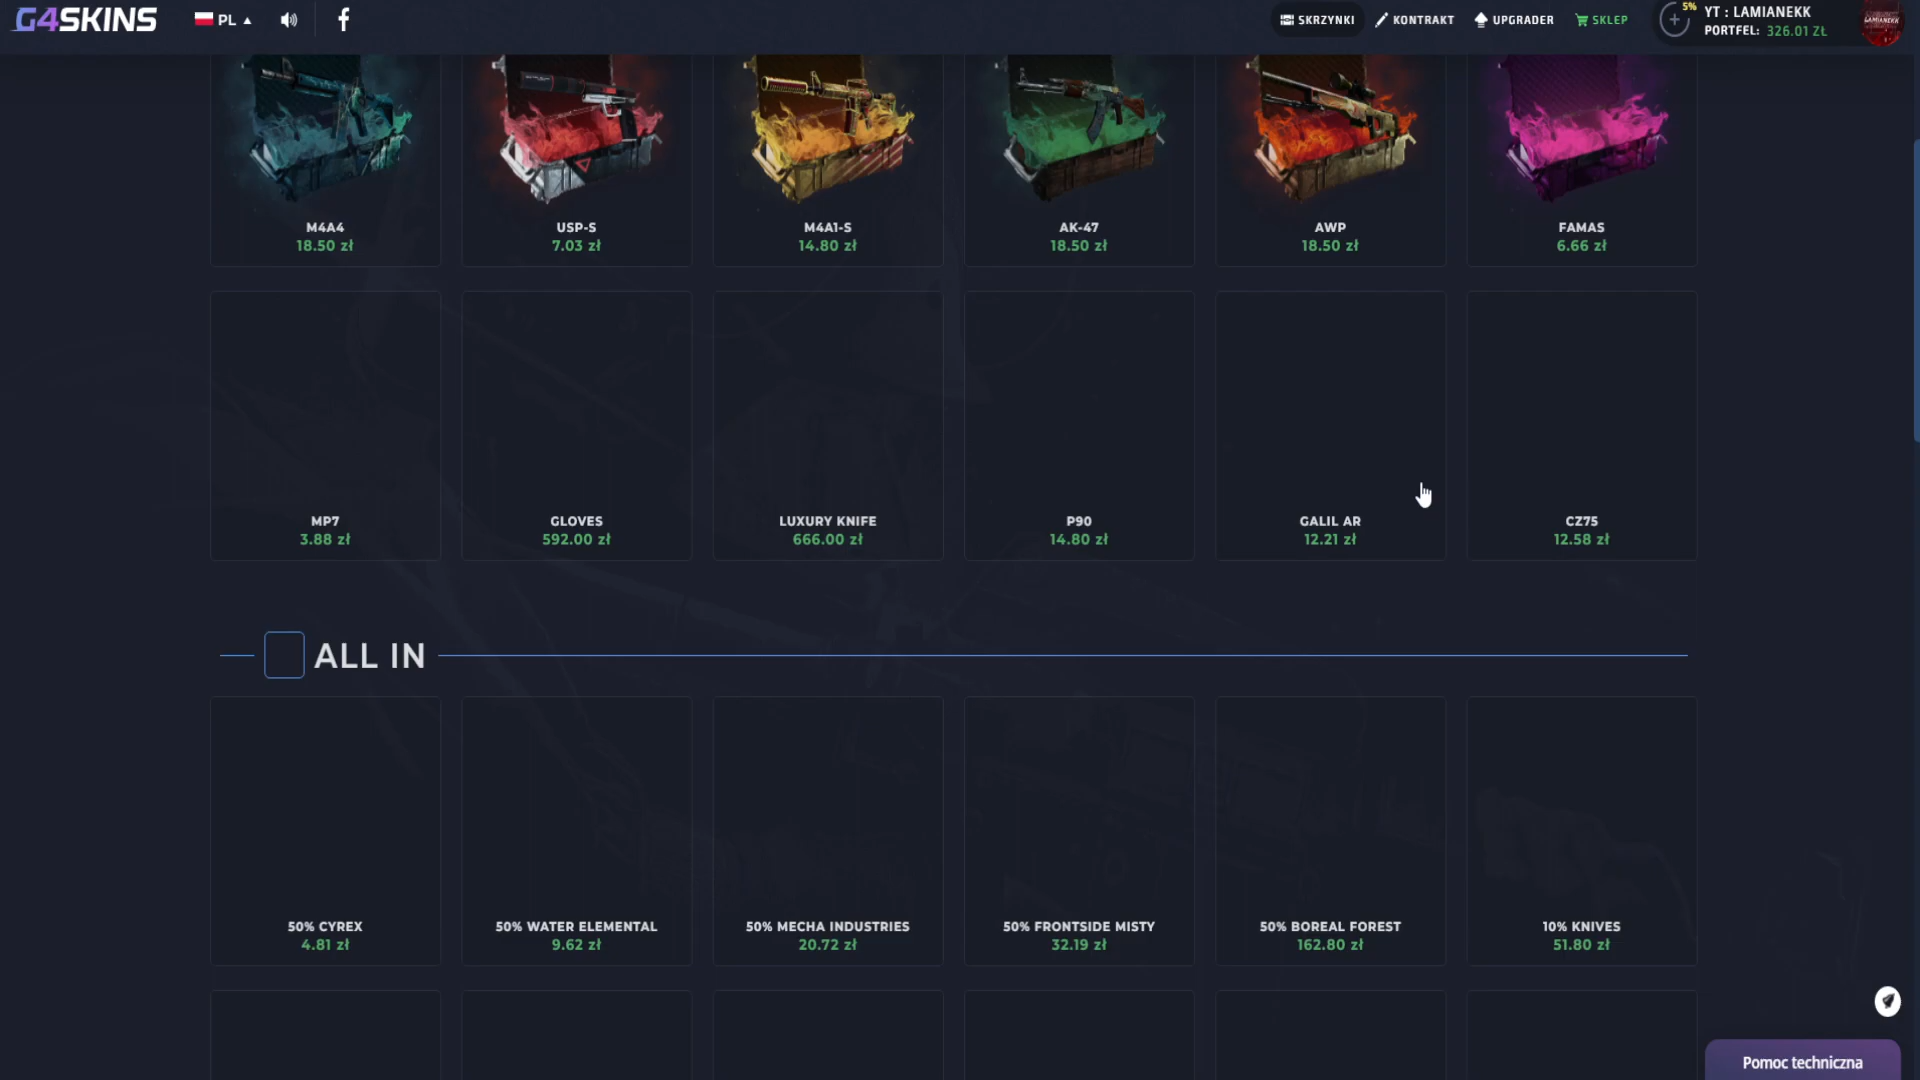 G4SKINS
PL
SKRZYNKI
KONTRAKT
UPGRADER
SKLEP
5%
YT : LAMIANEKK
PORTFEL: 326.01 ZŁ
LAMIANEKK
M4A4
18.50 zł
USP-S
7.03 zł
M4A1-S
14.80 zł
AK-47
18.50 zł
AWP
18.50 zł
FAMAS
6.66 zł
MP7
3.88 zł
GLOVES
592.00 zł
LUXURY KNIFE
666.00 zł
P90
14.80 zł
GALIL AR
12.21 zł
CZ75
12.58 zł
ALL IN
50% CYREX
4.81 zł
50% WATER ELEMENTAL
9.62 zł
50% MECHA INDUSTRIES
20.72 zł
50% FRONTSIDE MISTY
32.19 zł
50% BOREAL FOREST
162.80 zł
10% KNIVES
51.80 zł
Pomoc techniczna